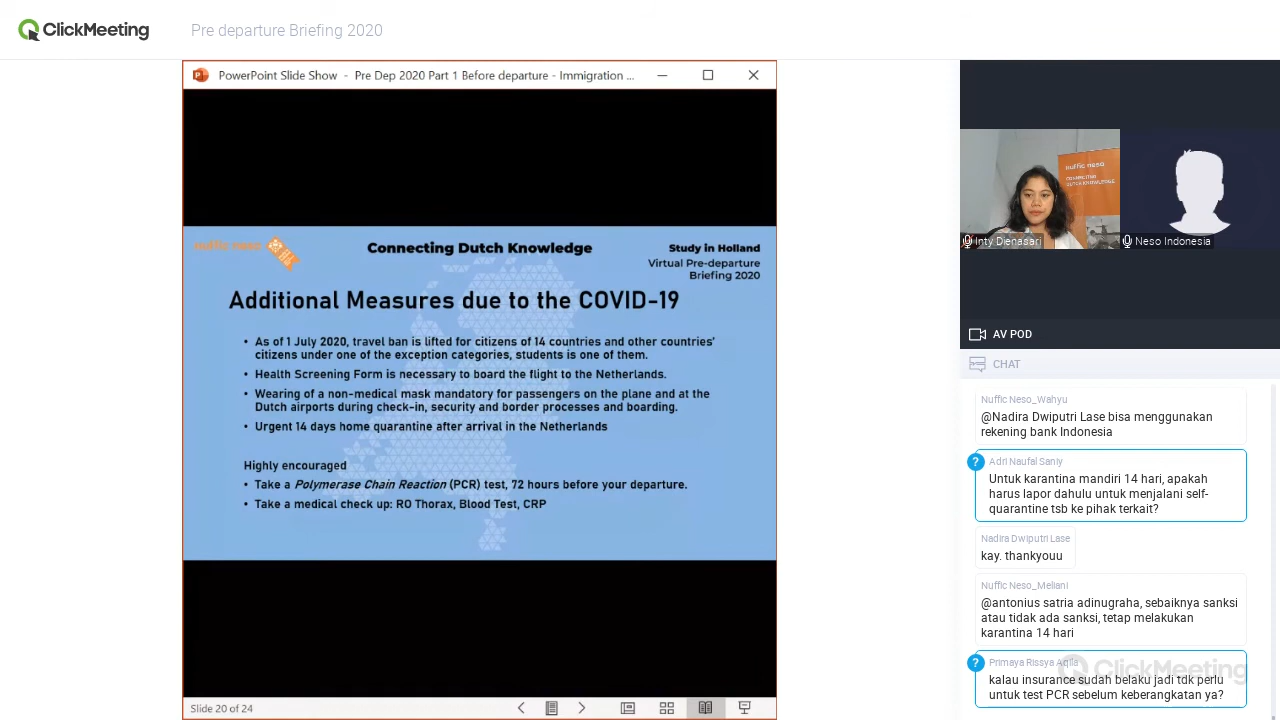 ClickMeeting
Pre departure Briefing 2020
PowerPoint Slide Show - Pre Dep 2020 Part 1 Before departure - Immigration ...
nuffic neso
Connecting Dutch Knowledge
Study in Holland
Virtual Pre-departure
Briefing 2020
Additional Measures due to the COVID-19
• As of 1 July 2020, travel ban is lifted for citizens of 14 countries and other countries'
citizens under one of the exception categories, students is one of them.
• Health Screening Form is necessary to board the flight to the Netherlands.
• Wearing of a non-medical mask mandatory for passengers on the plane and at the
Dutch airports during check-in, security and border processes and boarding.
• Urgent 14 days home quarantine after arrival in the Netherlands
Highly encouraged
• Take a Polymerase Chain Reaction (PCR) test, 72 hours before your departure.
• Take a medical check up: RO Thorax, Blood Test, CRP
Slide 20 of 24
nuffic neso
CONNECTING
DUTCH KNOWLEDGE
Inty Dienasari
Neso Indonesia
AV POD
CHAT
Nuffic Neso_Wahyu
@Nadira Dwiputri Lase bisa menggunakan
rekening bank Indonesia
?
Adri Naufal Saniy
Untuk karantina mandiri 14 hari, apakah
harus lapor dahulu untuk menjalani self-
quarantine tsb ke pihak terkait?
Nadira Dwiputri Lase
kay. thankyouu
Nuffic Neso_Meliani
@antonius satria adinugraha, sebaiknya sanksi
atau tidak ada sanksi, tetap melakukan
karantina 14 hari
?
Primaya Rissya Aqila
ClickMeeting
kalau insurance sudah belaku jadi tdk perlu
untuk test PCR sebelum keberangkatan ya?